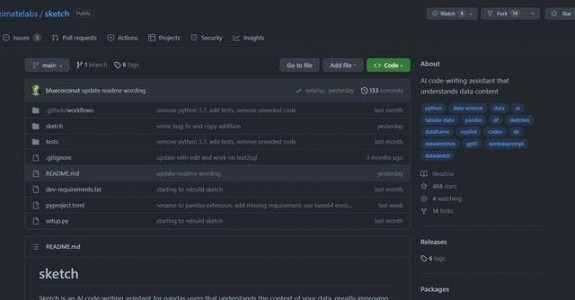 ximatelabs / sketch Public
Watch 4 Fork 14 Star
Issues 1 Pull requests Actions Projects Security Insights
main 1 branch 6 tags Go to file Add file Code
About
AI code-writing assistant that
understands data content
bluecoconut update readme wording yesterday 133 commits
.github/workflows remove python 3.7, add tests, remove unneeded code last month
sketch some bug fix and copy addition yesterday
tests remove python 3.7, add tests, remove unneeded code last month
.gitignore update with edit and work on text2sql 3 months ago
README.md update readme wording yesterday
dev-requirements.txt starting to rebuild sketch last month
pyproject.toml rename to pandas extension, add missing requirement, use base64 enco... last week
setup.py starting to rebuild sketch last month
python data-science data ai
tabular-data pandas df sketches
dataframe copilot codex
datasketches gpt3 lambdaprompt
datasketch
Readme
458 stars
4 watching
14 forks
Releases
6 tags
Packages
README.md
sketch
Sketch is an AI code-writing assistant for pandas users that understands the context of your data, greatly improving